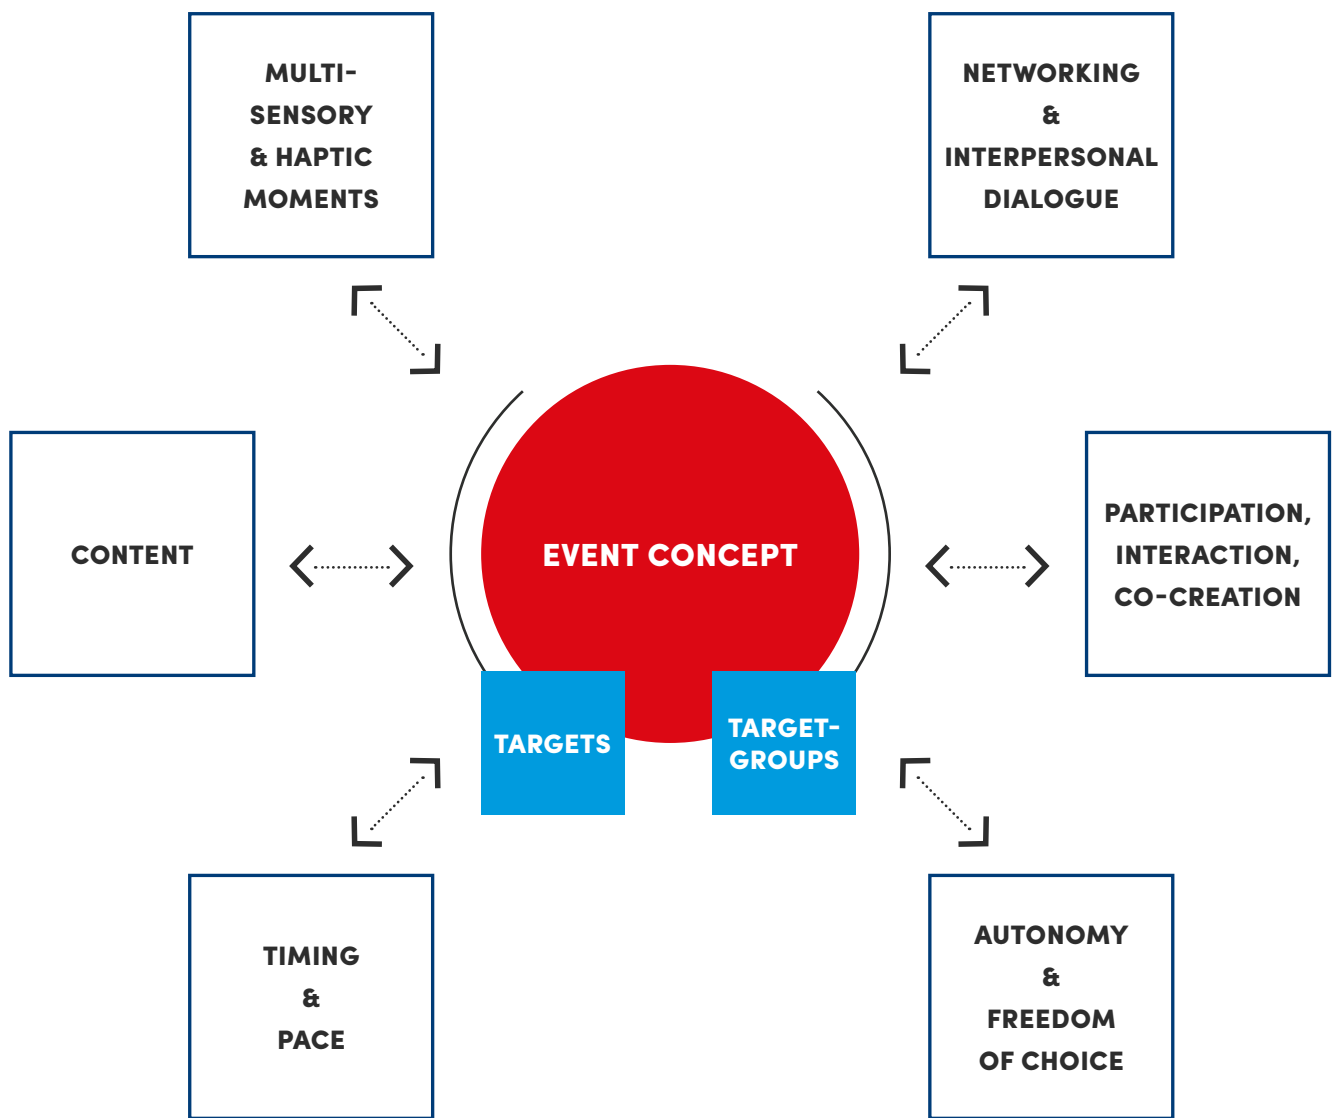 MULTI-
SENSORY
& HAPTIC
MOMENTS
NETWORKING
&
INTERPERSONAL
DIALOGUE
CONTENT
EVENT CONCEPT
PARTICIPATION,
INTERACTION,
CO-CREATION
TARGETS
TARGET-
GROUPS
TIMING
&
PACE
AUTONOMY
&
FREEDOM
OF CHOICE